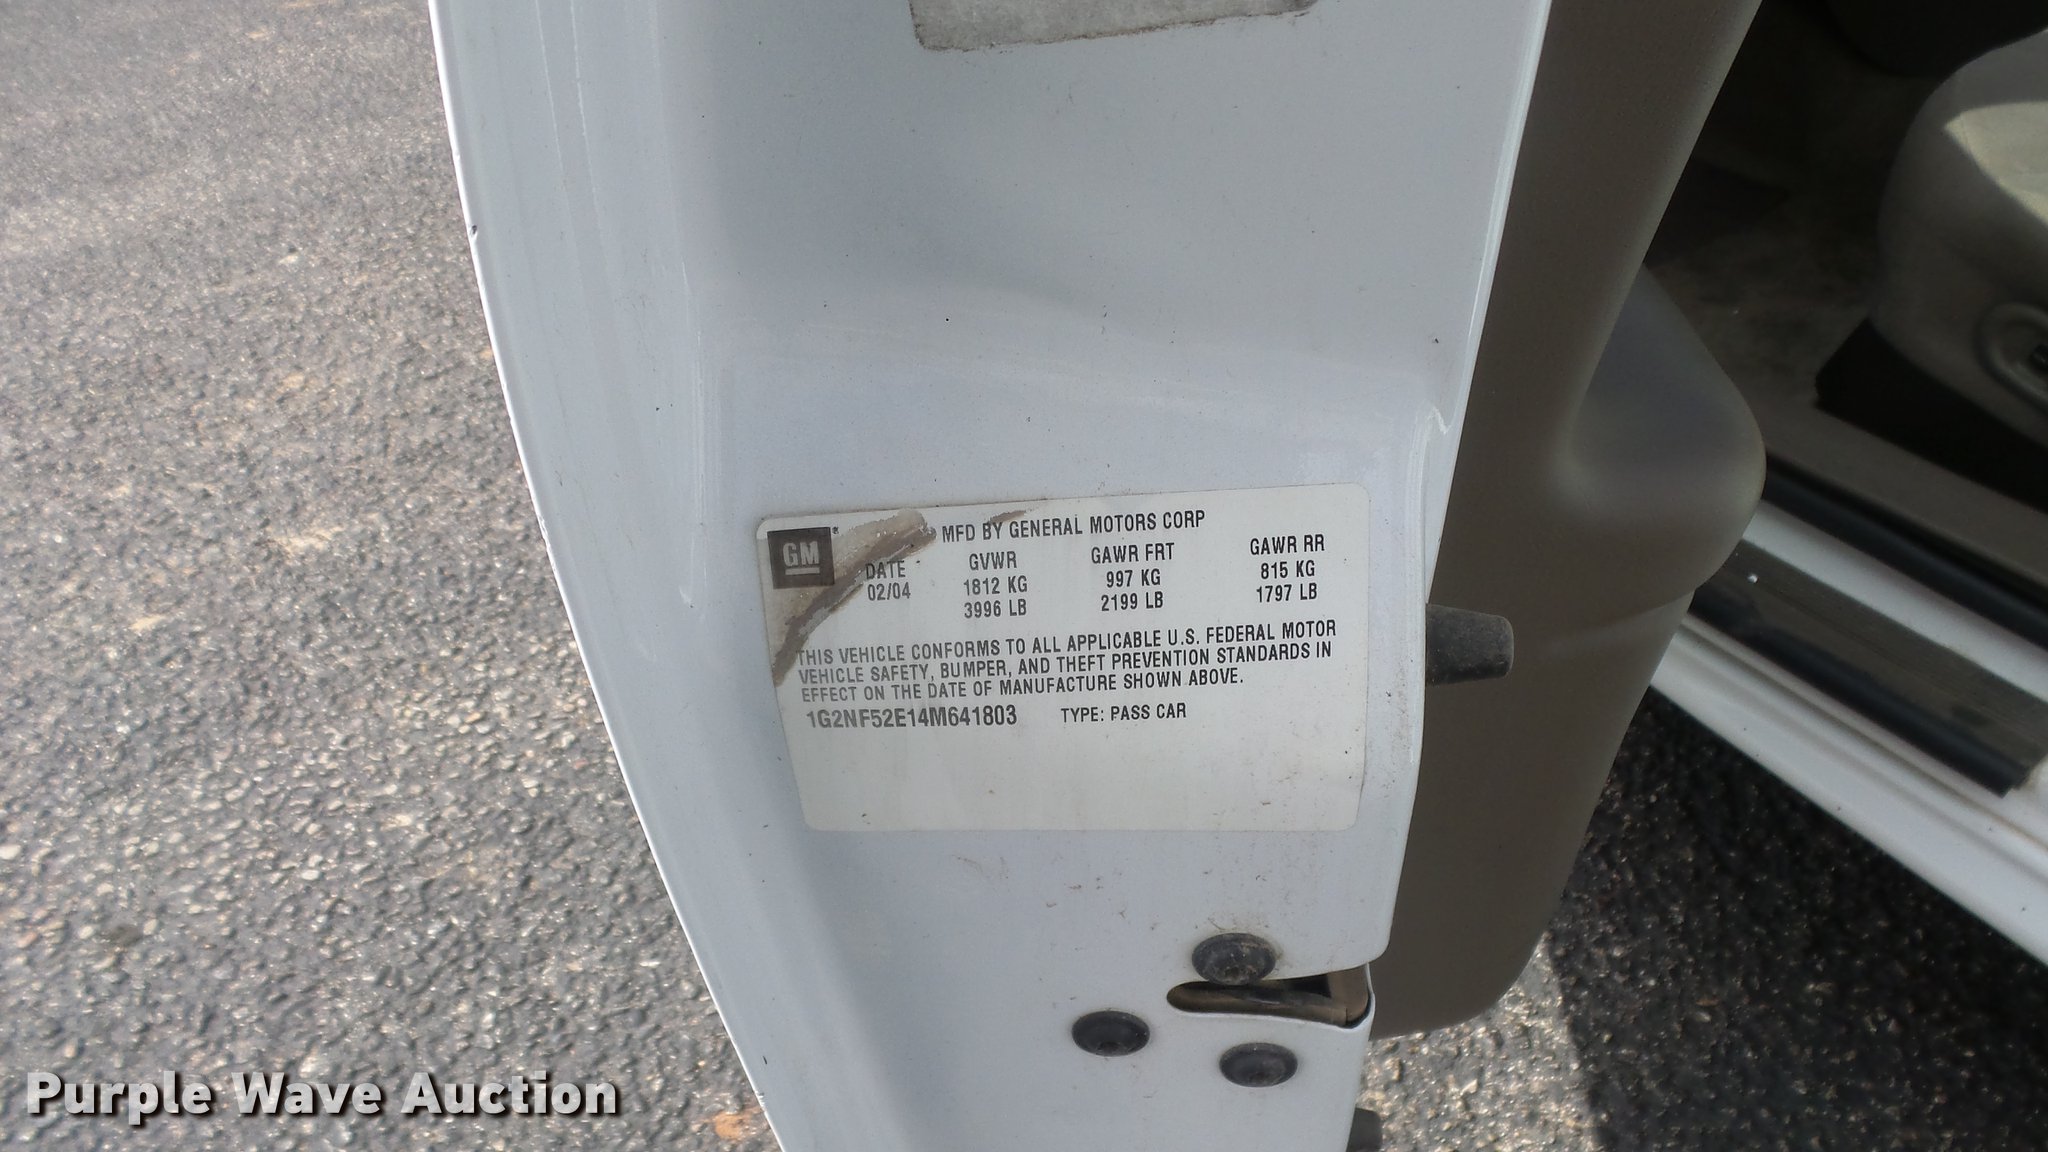 GM
MFD BY GENERAL MOTORS CORP
DATE GVWR GAWR FRT GAWR RR
02/04 1812 KG 997 KG 815 KG
3996 LB 2199 LB 1797 LB
THIS VEHICLE CONFORMS TO ALL APPLICABLE U.S. FEDERAL MOTOR
VEHICLE SAFETY, BUMPER, AND THEFT PREVENTION STANDARDS IN
EFFECT ON THE DATE OF MANUFACTURE SHOWN ABOVE.
1G2NF52E14M641803 TYPE: PASS CAR
Purple Wave Auction